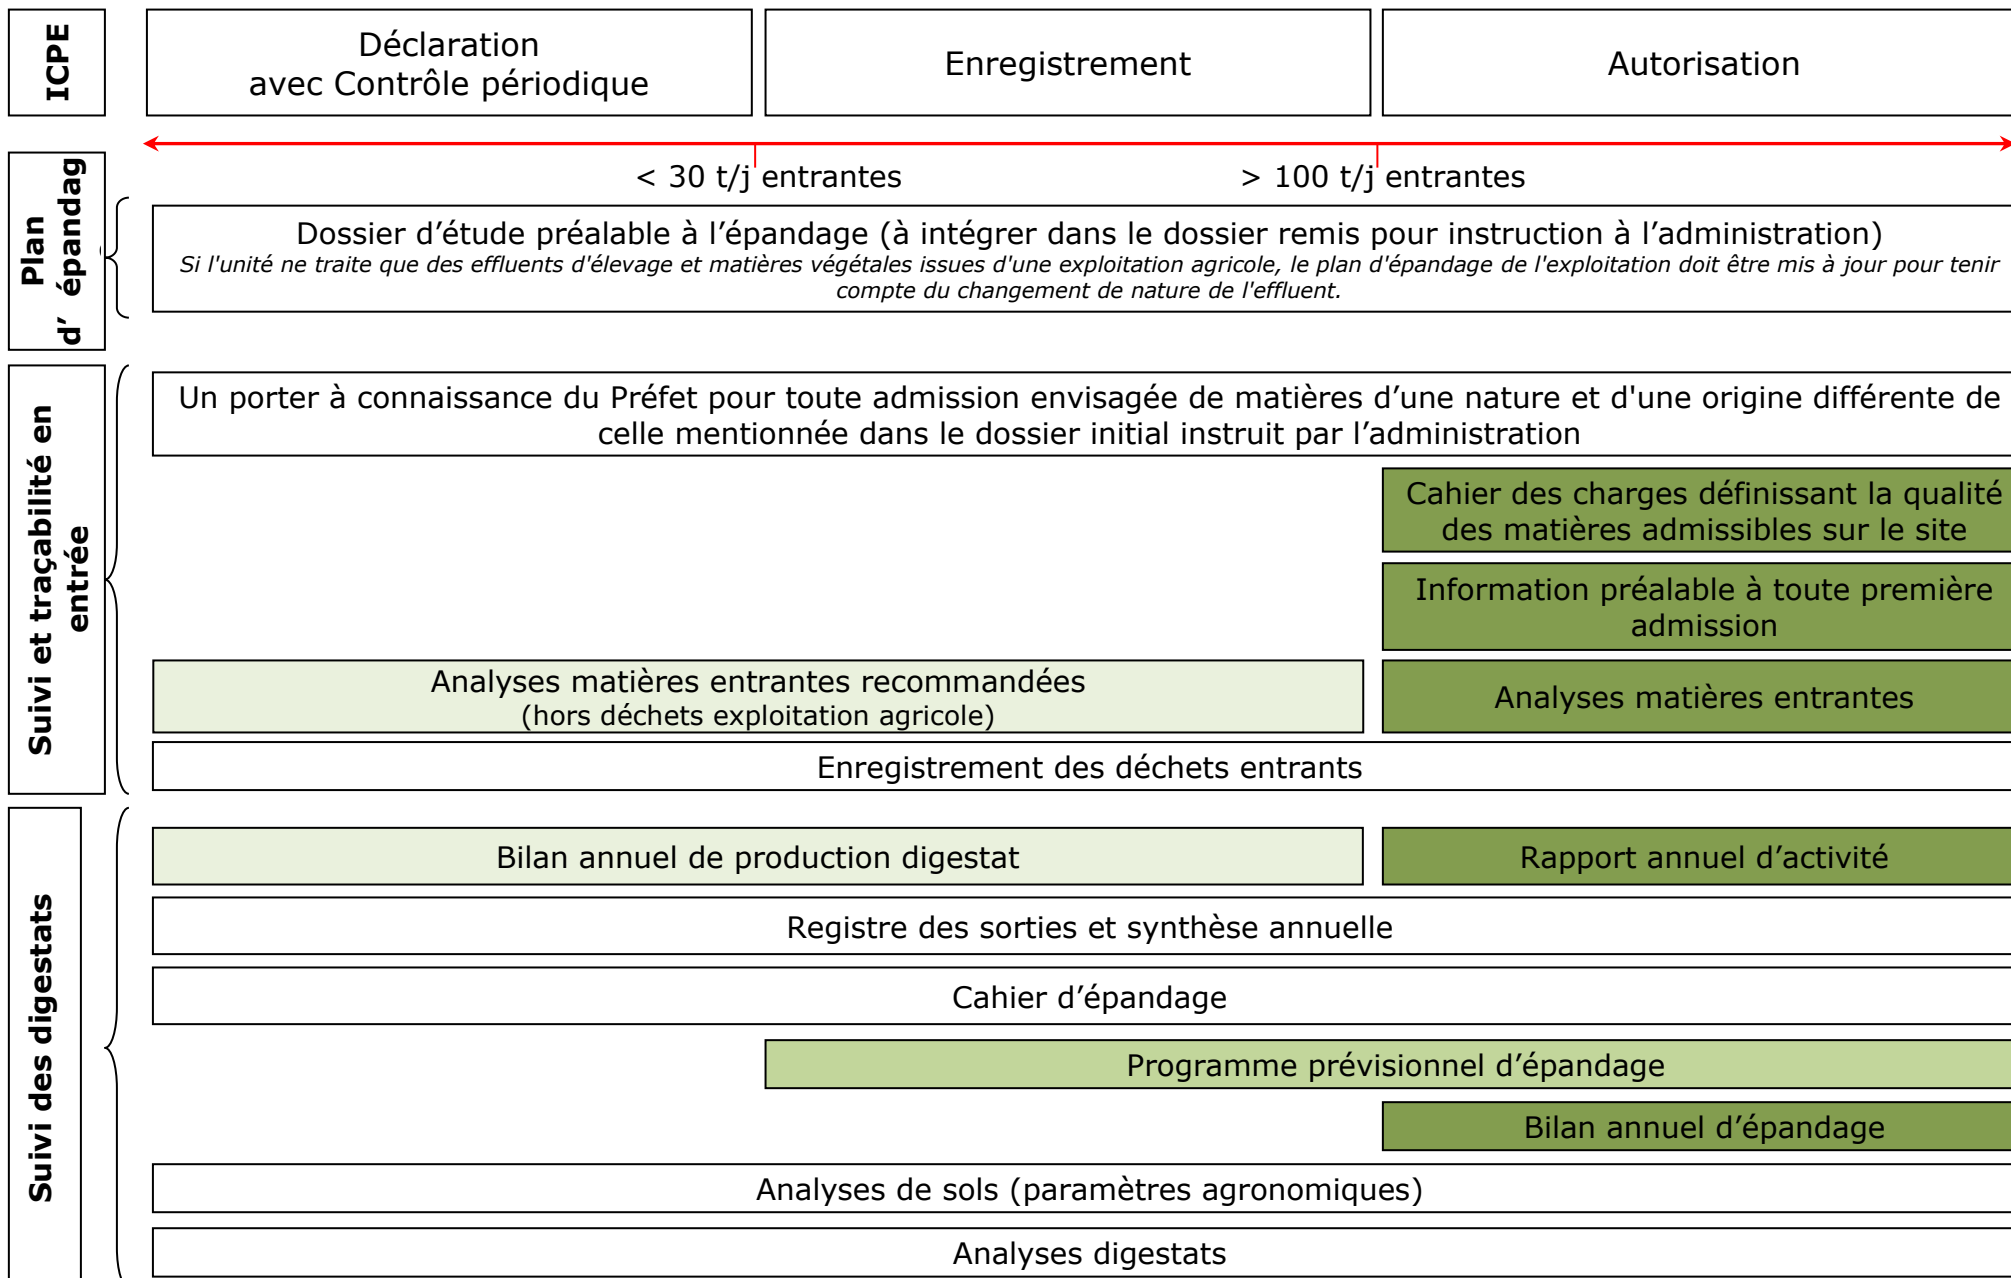 ICPE
Déclaration
avec Contrôle périodique
Enregistrement
Autorisation
< 30 t/j entrantes
> 100 t/j entrantes
Plan
d’ épandag
Dossier d’étude préalable à l’épandage (à intégrer dans le dossier remis pour instruction à l’administration)
Si l'unité ne traite que des effluents d'élevage et matières végétales issues d'une exploitation agricole, le plan d'épandage de l'exploitation doit être mis à jour pour tenir
compte du changement de nature de l'effluent.
Suivi et traçabilité en
entrée
Un porter à connaissance du Préfet pour toute admission envisagée de matières d’une nature et d'une origine différente de
celle mentionnée dans le dossier initial instruit par l’administration
Cahier des charges définissant la qualité
des matières admissibles sur le site
Information préalable à toute première
admission
Analyses matières entrantes recommandées
(hors déchets exploitation agricole)
Analyses matières entrantes
Enregistrement des déchets entrants
Suivi des digestats
Bilan annuel de production digestat
Rapport annuel d’activité
Registre des sorties et synthèse annuelle
Cahier d’épandage
Programme prévisionnel d’épandage
Bilan annuel d’épandage
Analyses de sols (paramètres agronomiques)
Analyses digestats